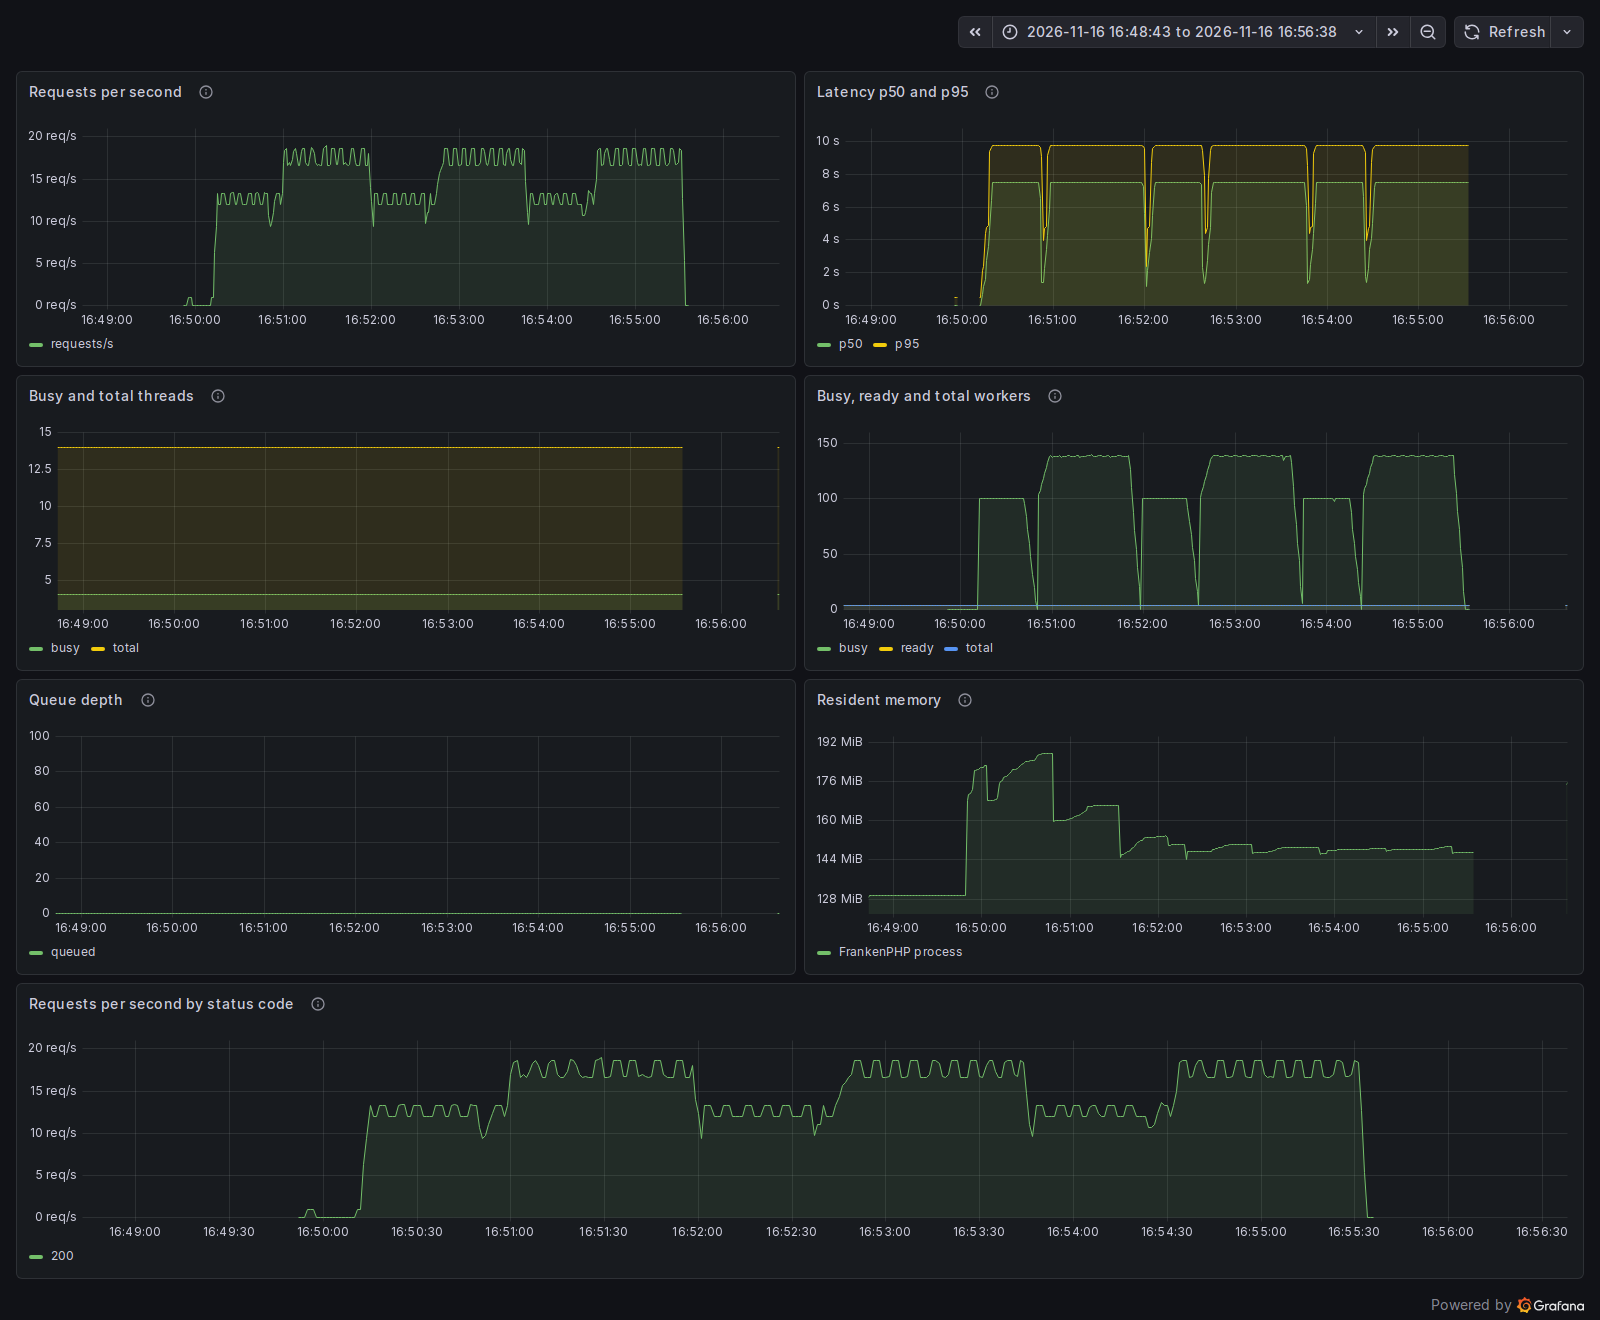 2026-11-16 16:48:43 to 2026-11-16 16:56:38
Refresh
Requests per second
20 req/s
15 req/s
10 req/s
5 req/s
0 req/s
16:49:00 16:50:00 16:51:00 16:52:00 16:53:00 16:54:00 16:55:00 16:56:00
requests/s
Latency p50 and p95
10 s
8 s
6 s
4 s
2 s
0 s
16:49:00 16:50:00 16:51:00 16:52:00 16:53:00 16:54:00 16:55:00 16:56:00
p50 p95
Busy and total threads
15
12.5
10
7.5
5
16:49:00 16:50:00 16:51:00 16:52:00 16:53:00 16:54:00 16:55:00 16:56:00
busy total
Busy, ready and total workers
150
100
50
0
16:49:00 16:50:00 16:51:00 16:52:00 16:53:00 16:54:00 16:55:00 16:56:00
busy ready total
Queue depth
100
80
60
40
20
0
16:49:00 16:50:00 16:51:00 16:52:00 16:53:00 16:54:00 16:55:00 16:56:00
queued
Resident memory
192 MiB
176 MiB
160 MiB
144 MiB
128 MiB
16:49:00 16:50:00 16:51:00 16:52:00 16:53:00 16:54:00 16:55:00 16:56:00
FrankenPHP process
Requests per second by status code
20 req/s
15 req/s
10 req/s
5 req/s
0 req/s
16:49:00 16:49:30 16:50:00 16:50:30 16:51:00 16:51:30 16:52:00 16:52:30 16:53:00 16:53:30 16:54:00 16:54:30 16:55:00 16:55:30 16:56:00 16:56:30
200
Powered by Grafana